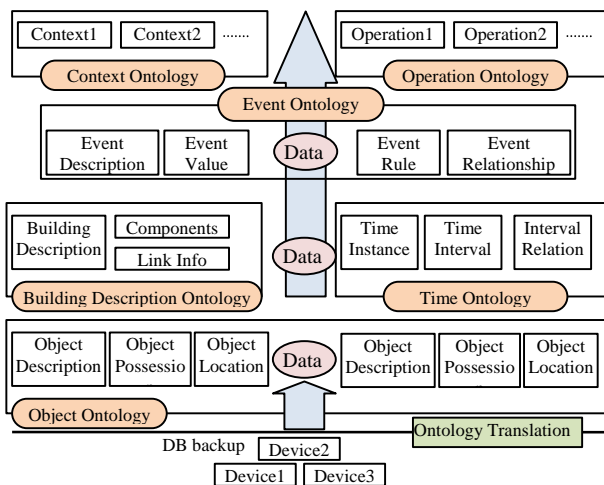 Context1 Context2 .......
Operation1 Operation2 .......
Context Ontology
Operation Ontology
Event Ontology
Event
Description
Event
Value
Data
Event
Rule
Event
Relationship
Building
Description
Components
Link Info
Data
Time
Instance
Time
Interval
Interval
Relation
Building Description Ontology
Time Ontology
Object
Description
Object
Possessio
Object
Location
Data
Object
Description
Object
Possessio
Object
Location
Object Ontology
Ontology Translation
DB backup
Device2
Device1
Device3